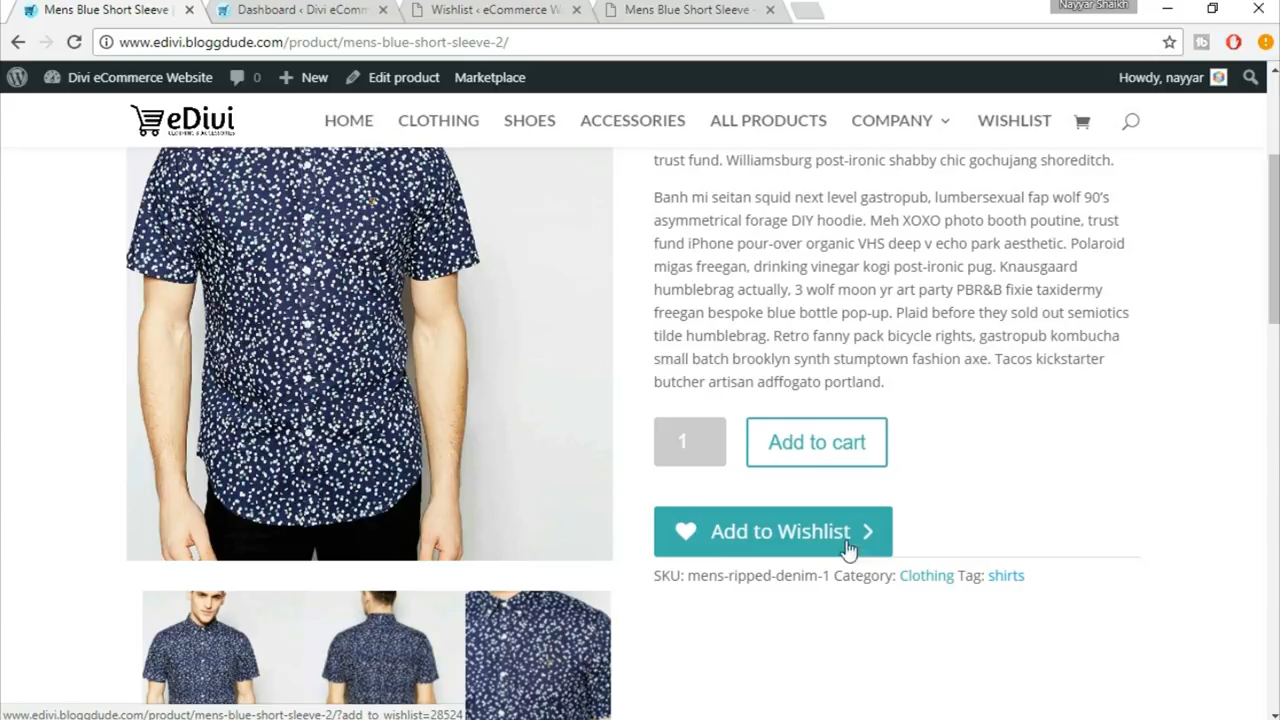 Mens Blue Short Sleeve
Dashboard ‹ Divi eComm
Wishlist ‹ eCommerce W
Mens Blue Short Sleeve -
Nayyar Shaikh
www.edivi.bloggdude.com/product/mens-blue-short-sleeve-2/
Divi eCommerce Website
0
New
Edit product
Marketplace
Howdy, nayyar
eDivi
CLOTHING & ACCESSORIES
HOME
CLOTHING
SHOES
ACCESSORIES
ALL PRODUCTS
COMPANY
WISHLIST
trust fund. Williamsburg post-ironic shabby chic gochujang shoreditch.
Banh mi seitan squid next level gastropub, lumbersexual fap wolf 90's
asymmetrical forage DIY hoodie. Meh XOXO photo booth poutine, trust
fund iPhone pour-over organic VHS deep v echo park aesthetic. Polaroid
migas freegan, drinking vinegar kogi post-ironic pug. Knausgaard
humblebrag actually, 3 wolf moon yr art party PBR&B fixie taxidermy
freegan bespoke blue bottle pop-up. Plaid before they sold out semiotics
tilde humblebrag. Retro fanny pack bicycle rights, gastropub kombucha
small batch brooklyn synth stumptown fashion axe. Tacos kickstarter
butcher artisan adffogato portland.
1
Add to cart
Add to Wishlist
SKU: mens-ripped-denim-1 Category: Clothing Tag: shirts
www.edivi.bloggdude.com/product/mens-blue-short-sleeve-2/?add_to_wishlist=28524